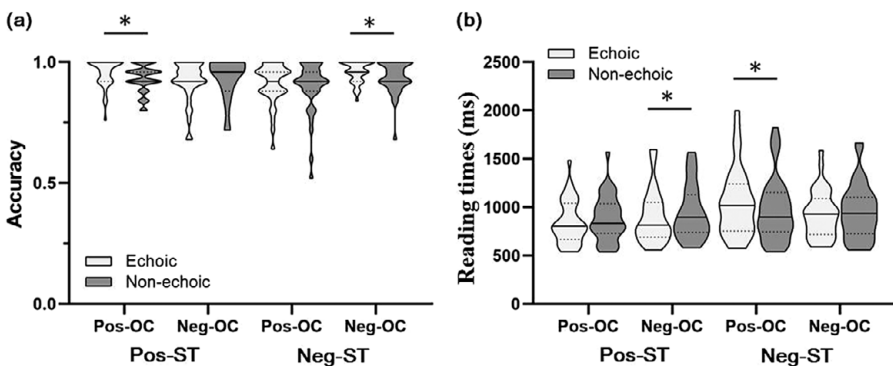 (a)
*
*
1.0
0.5
0.0
Accuracy
Echoic
Non-echoic
Pos-OC Neg-OC Pos-OC Neg-OC
Pos-ST Neg-ST
(b)
Echoic
Non-echoic
*
*
2500
2000
1500
1000
500
0
Reading times (ms)
Pos-OC Neg-OC Pos-OC Neg-OC
Pos-ST Neg-ST